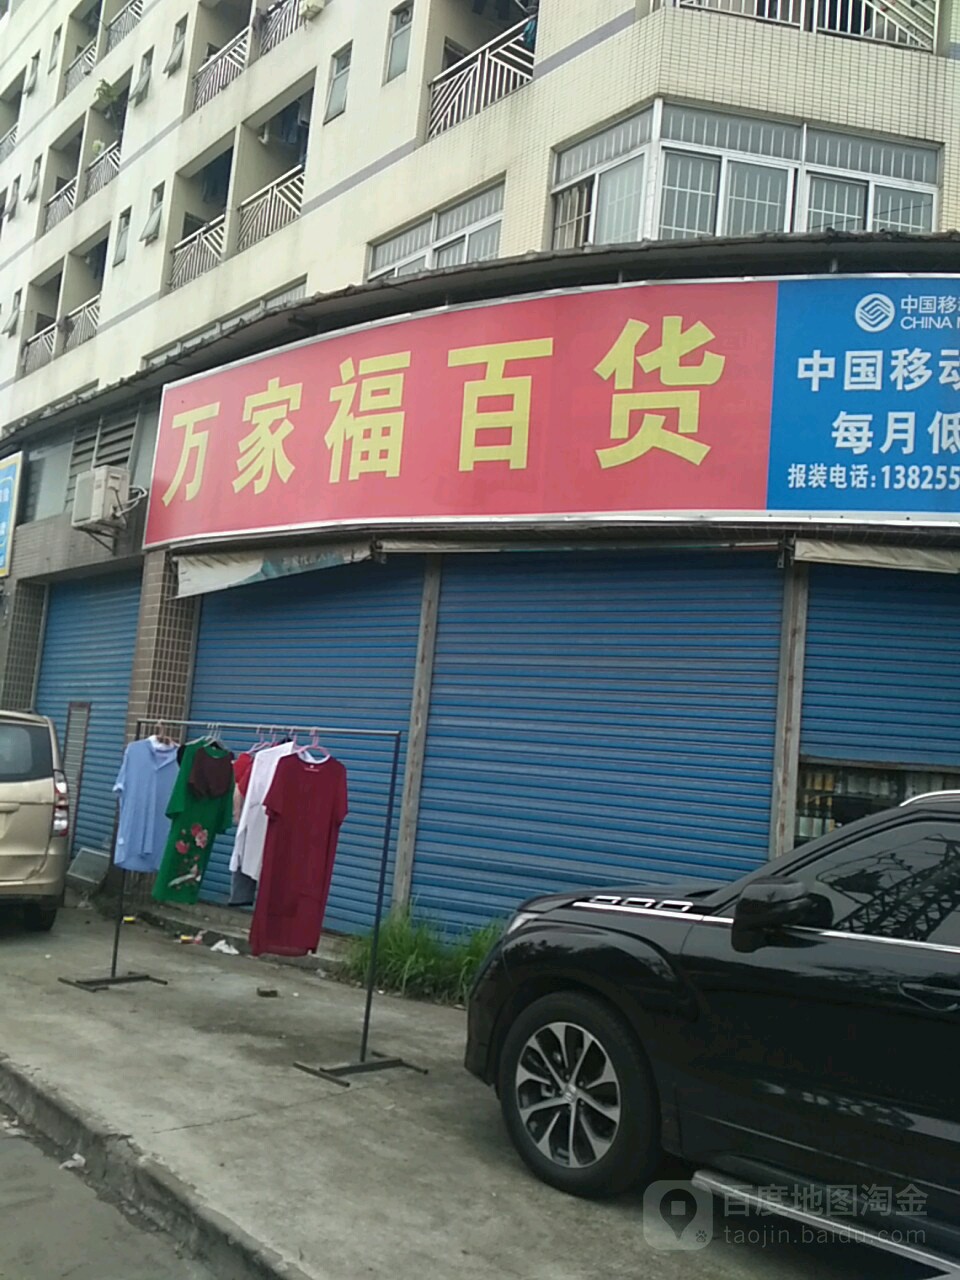 万家福百货
中国移动
CHINA M
中国移动
每月低
报装电话:138255
百度地图淘金
taojin.baidu.com